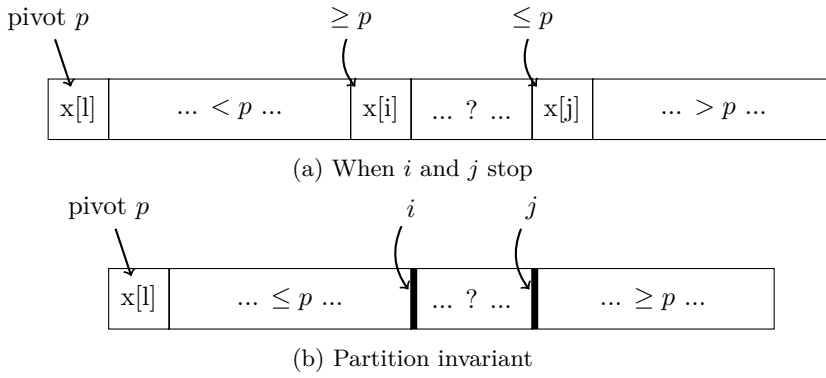 pivot p ≥ p ≤ p
x[l] ... < p ... x[i] ... ? ... x[j] ... > p ...
(a) When i and j stop
pivot p i j
x[l] ... ≤ p ... ... ? ... ... ≥ p ...
(b) Partition invariant